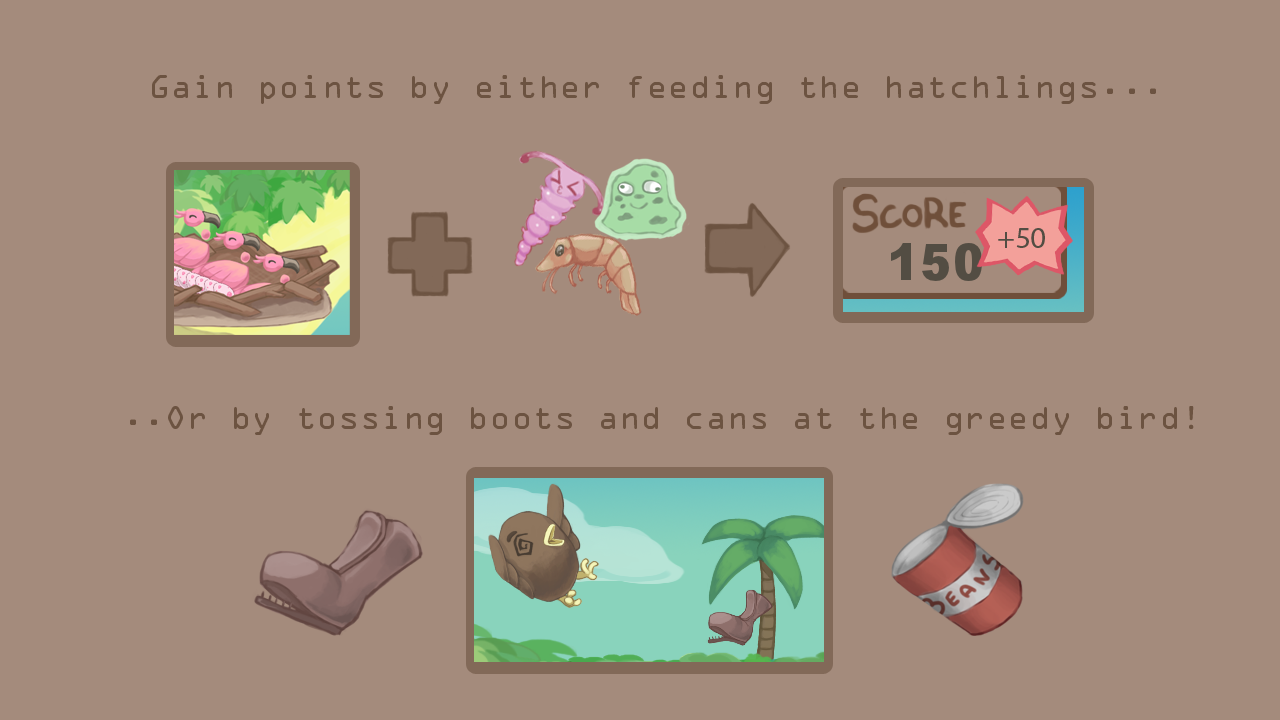 Gain points by either feeding the hatchlings...
SCORE
150
+50
..Or by tossing boots and cans at the greedy bird!
BEANS